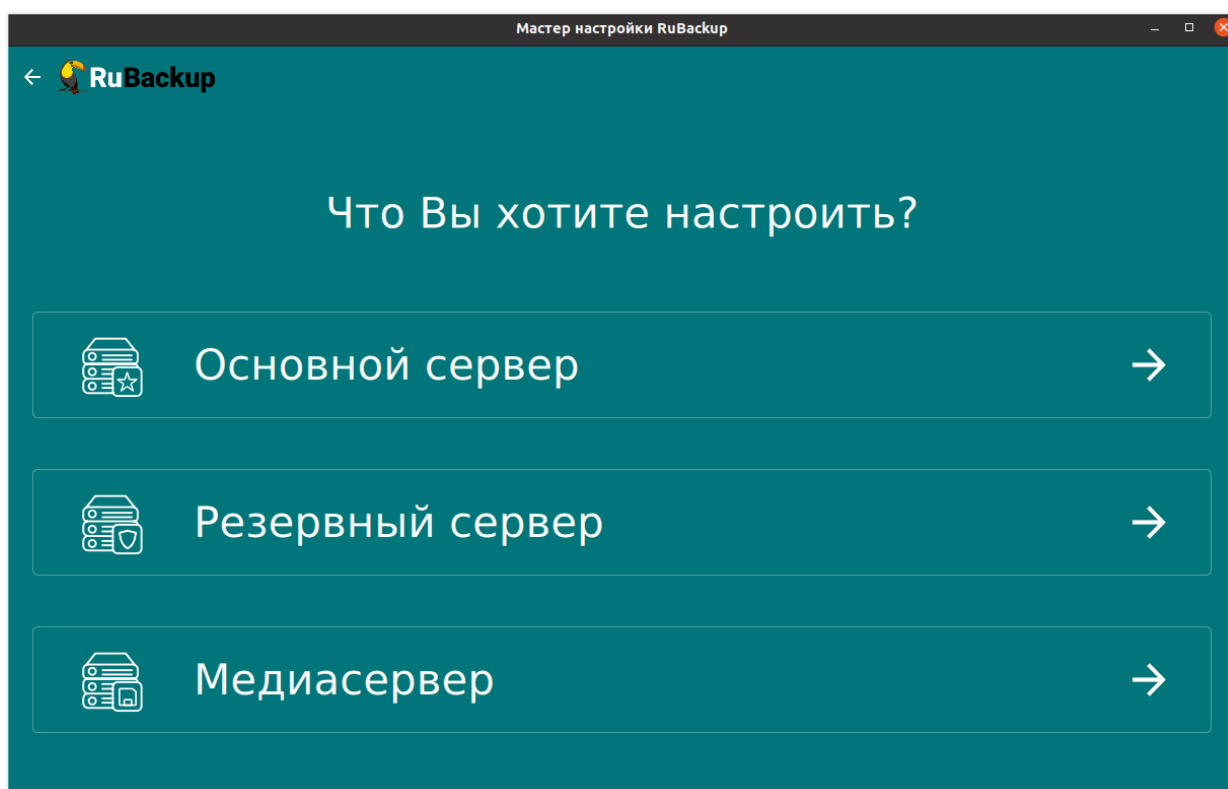 Мастер настройки RuBackup
RuBackup
Что Вы хотите настроить?
Основной сервер
Резервный сервер
Медиасервер